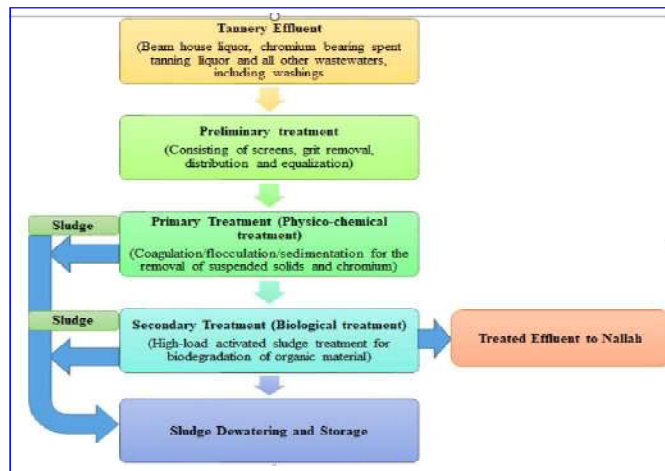 Tannery Effluent
(Beam house liquor, chromium bearing spent
tanning liquor and all other wastewaters,
including washings
Preliminary treatment
(Consisting of screens, grit removal,
distribution and equalization)
Sludge
Primary Treatment (Physico-chemical
treatment)
(Coagulation/flocculation/sedimentation for the
removal of suspended solids and chromium)
Sludge
Secondary Treatment (Biological treatment)
(High-load activated sludge treatment for
biodegradation of organic material)
Treated Effluent to Nallah
Sludge Dewatering and Storage